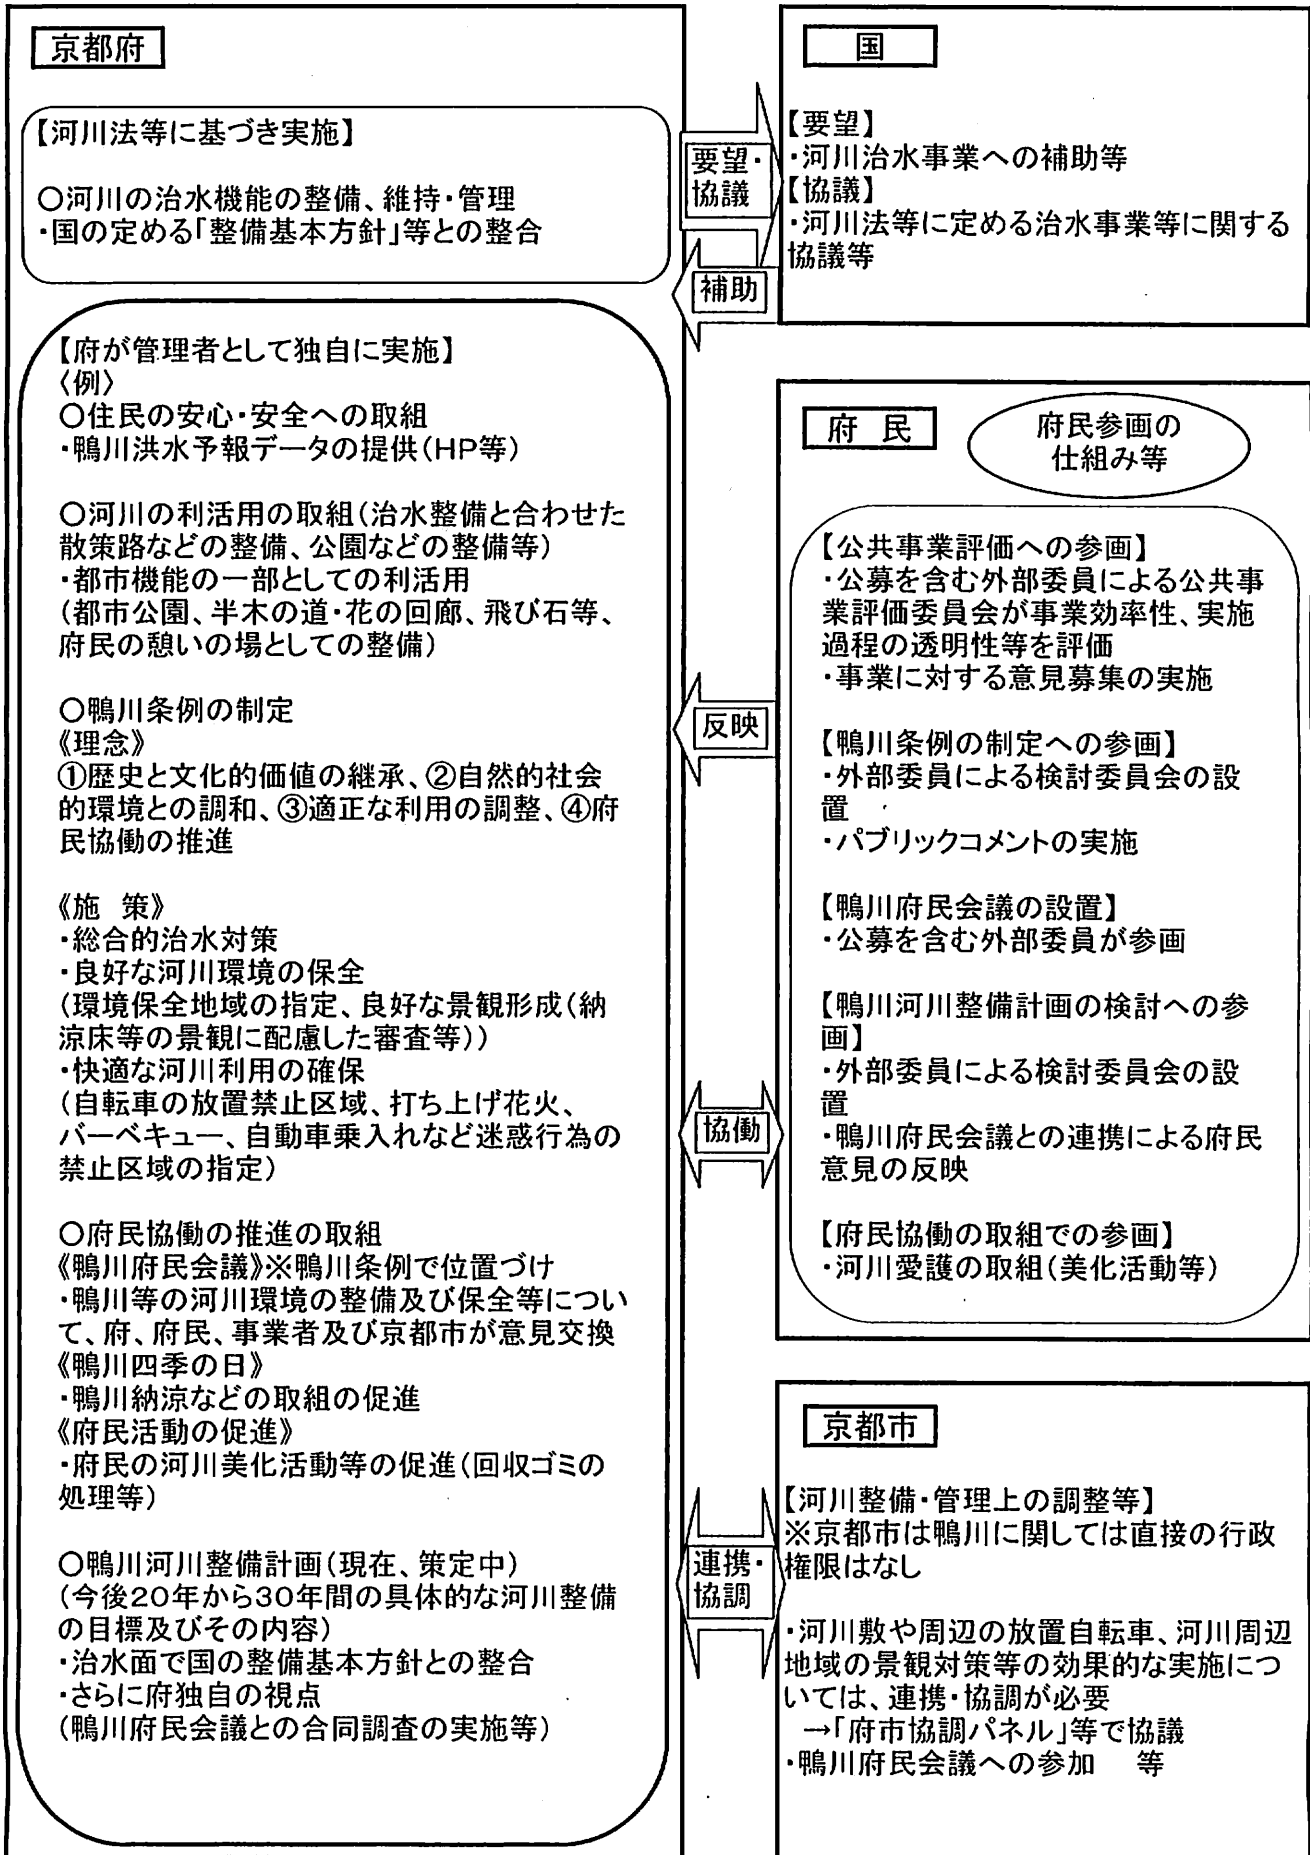 京都府
【河川法等に基づき実施】
○河川の治水機能の整備、維持・管理
・国の定める「整備基本方針」等との整合
【府が管理者として独自に実施】
〈例〉
○住民の安心・安全への取組
・鴨川洪水予報データの提供(HP等)
○河川の利活用の取組(治水整備と合わせた
散策路などの整備、公園などの整備等)
・都市機能の一部としての利活用
(都市公園、半木の道・花の回廊、飛び石等、
府民の憩いの場としての整備)
○鴨川条例の制定
《理念》
①歴史と文化的価値の継承、②自然的社会
的環境との調和、③適正な利用の調整、④府
民協働の推進
《施 策》
・総合的治水対策
・良好な河川環境の保全
(環境保全地域の指定、良好な景観形成(納
涼床等の景観に配慮した審査等))
・快適な河川利用の確保
(自転車の放置禁止区域、打ち上げ花火、
バーベキュー、自動車乗入れなど迷惑行為の
禁止区域の指定)
○府民協働の推進の取組
《鴨川府民会議》※鴨川条例で位置づけ
・鴨川等の河川環境の整備及び保全等につい
て、府、府民、事業者及び京都市が意見交換
《鴨川四季の日》
・鴨川納涼などの取組の促進
《府民活動の促進》
・府民の河川美化活動等の促進(回収ゴミの
処理等)
○鴨川河川整備計画(現在、策定中)
(今後20年から30年間の具体的な河川整備
の目標及びその内容)
・治水面で国の整備基本方針との整合
・さらに府独自の視点
(鴨川府民会議との合同調査の実施等)
要望・
協議
補助
反映
協働
連携・
協調
国
【要望】
・河川治水事業への補助等
【協議】
・河川法等に定める治水事業等に関する
協議等
府 民
府民参画の
仕組み等
【公共事業評価への参画】
・公募を含む外部委員による公共事
業評価委員会が事業効率性、実施
過程の透明性等を評価
・事業に対する意見募集の実施
【鴨川条例の制定への参画】
・外部委員による検討委員会の設
置
・パブリックコメントの実施
【鴨川府民会議の設置】
・公募を含む外部委員が参画
【鴨川河川整備計画の検討への参
画】
・外部委員による検討委員会の設
置
・鴨川府民会議との連携による府民
意見の反映
【府民協働の取組での参画】
・河川愛護の取組(美化活動等)
京都市
【河川整備・管理上の調整等】
※京都市は鴨川に関しては直接の行政
権限はなし
・河川敷や周辺の放置自転車、河川周辺
地域の景観対策等の効果的な実施につ
いては、連携・協調が必要
→「府市協調パネル」等で協議
・鴨川府民会議への参加 等